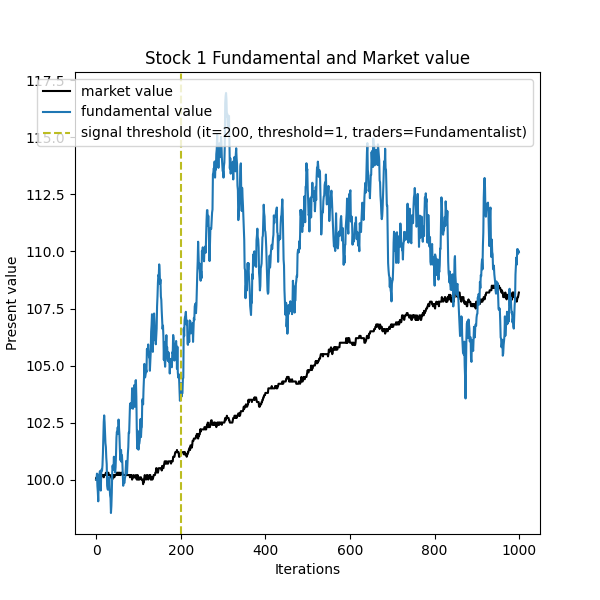 Stock 1 Fundamental and Market value
117.5
115.0
112.5
110.0
107.5
105.0
102.5
100.0
Present value
market value
fundamental value
signal threshold (it=200, threshold=1, traders=Fundamentalist)
0 200 400 600 800 1000
Iterations